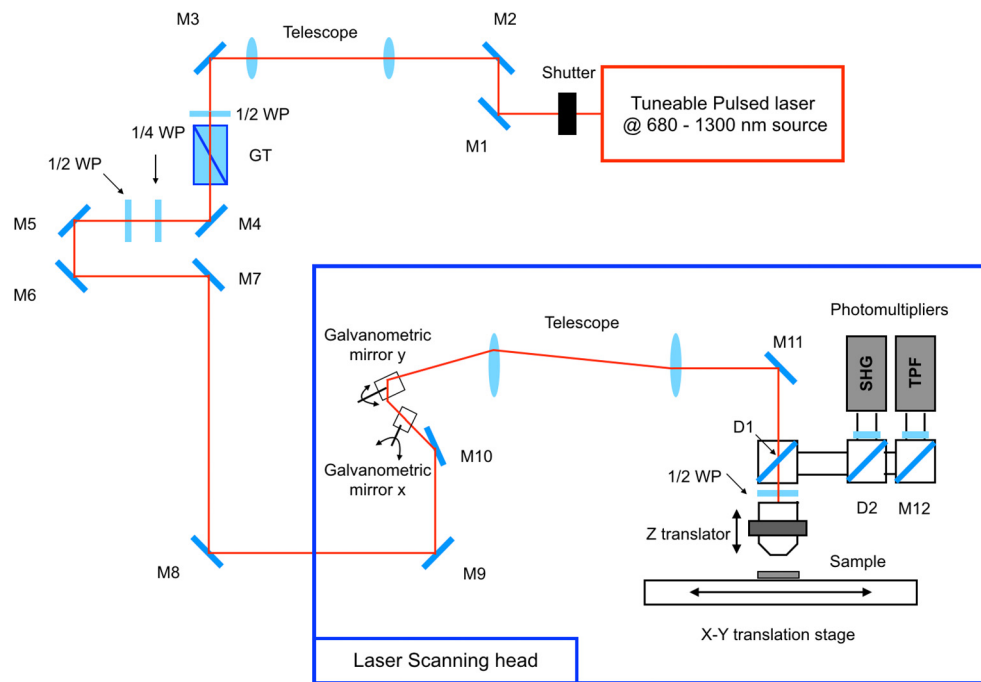 M3
Telescope
M2
Shutter
Tuneable Pulsed laser
@ 680 - 1300 nm source
1/2 WP
M1
1/4 WP
GT
1/2 WP
M5
M4
M6
M7
Photomultipliers
Telescope
M11
Galvanometric
mirror y
SHG
TPF
D1
M10
Galvanometric
mirror x
1/2 WP
D2
M12
Z translator
M8
M9
Sample
X-Y translation stage
Laser Scanning head